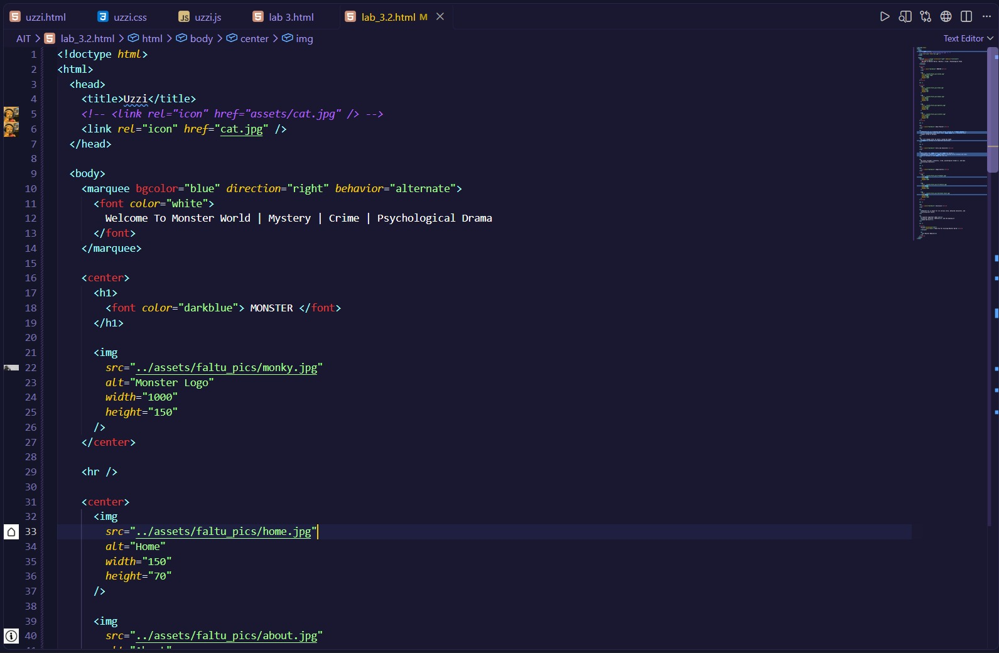 uzzi.html uzzi.css uzzi.js lab 3.html lab_3.2.html M
AIT > lab_3.2.html > html > body > center > img Text Editor
1 <!doctype html>
2 <html>
3 <head>
4 <title>Uzzi</title>
5 <!-- <link rel="icon" href="assets/cat.jpg" /> -->
6 <link rel="icon" href="cat.jpg" />
7 </head>
8
9 <body>
10 <marquee bgcolor="blue" direction="right" behavior="alternate">
11 <font color="white">
12 Welcome To Monster World | Mystery | Crime | Psychological Drama
13 </font>
14 </marquee>
15
16 <center>
17 <h1>
18 <font color="darkblue"> MONSTER </font>
19 </h1>
20
21 <img
22 src="../assets/faltu_pics/monky.jpg"
23 alt="Monster Logo"
24 width="1000"
25 height="150"
26 />
27 </center>
28
29 <hr />
30
31 <center>
32 <img
33 src="../assets/faltu_pics/home.jpg"
34 alt="Home"
35 width="150"
36 height="70"
37 />
38
39 <img
40 src="../assets/faltu_pics/about.jpg"